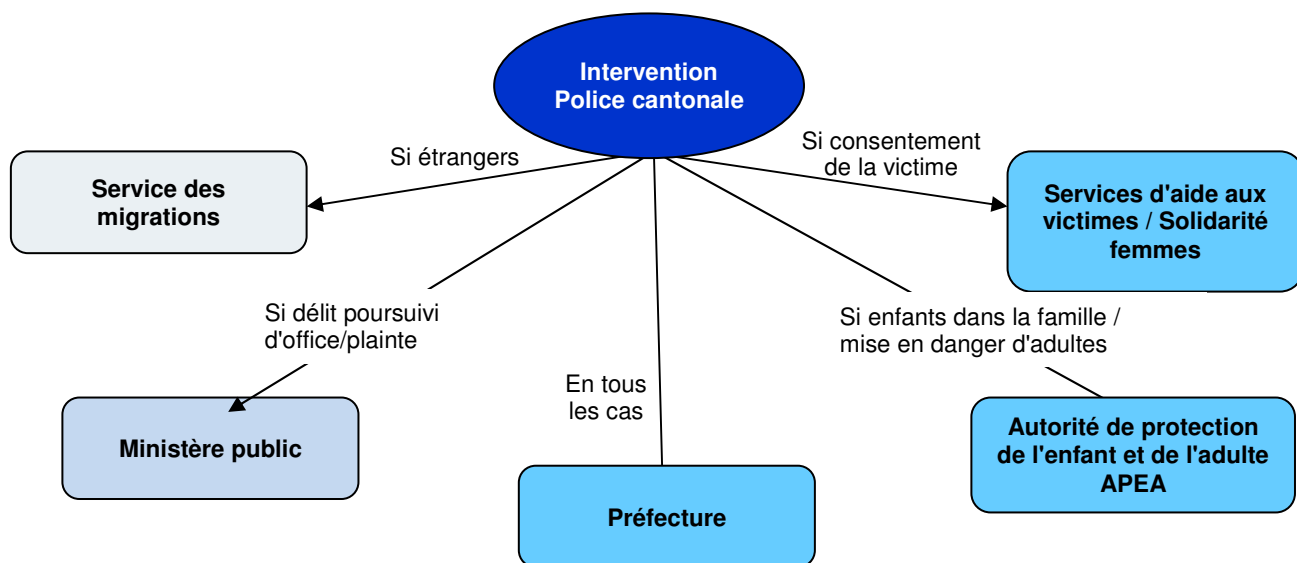 Intervention
Police cantonale
Si étrangers
Si consentement
de la victime
Service des
migrations
Services d'aide aux
victimes / Solidarité
femmes
Si délit poursuivi
d'office/plainte
Si enfants dans la famille /
mise en danger d'adultes
En tous
les cas
Ministère public
Autorité de protection
de l'enfant et de l'adulte
APEA
Préfecture